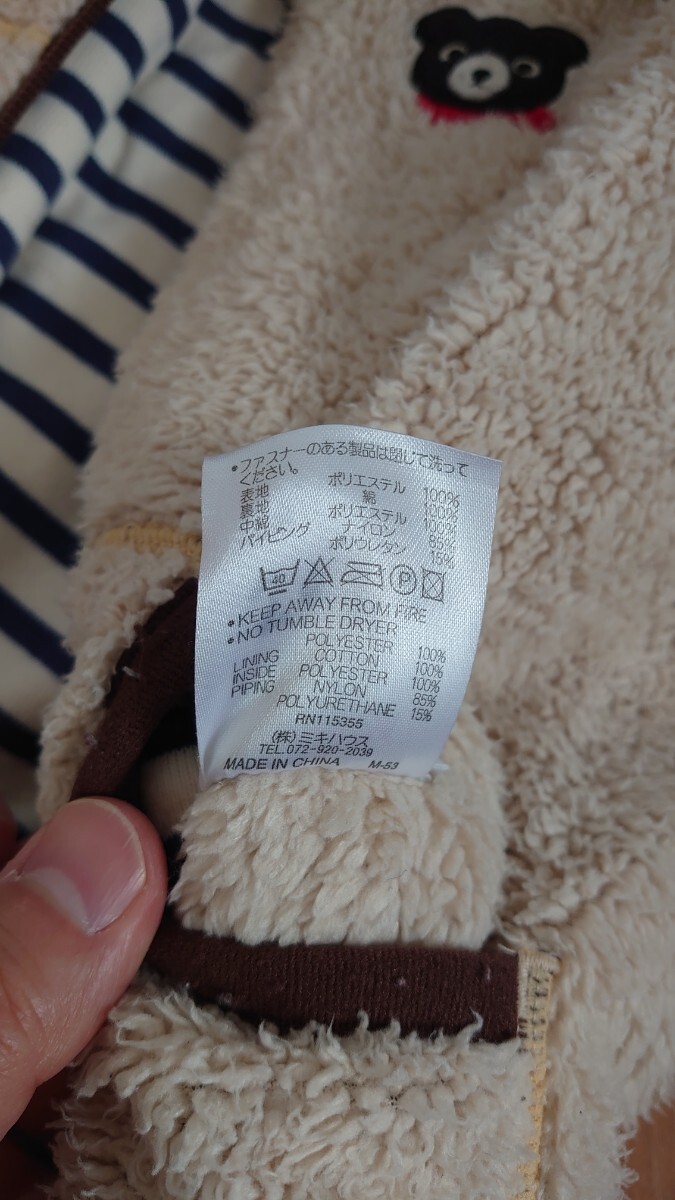 •ファスナーのある製品は閉じて洗って
ください。
表地 ポリエステル 100%
裏地 綿 100%
中綿 ポリエステル 100%
パイピング ナイロン 85%
ポリウレタン 15%
40 P
•KEEP AWAY FROM FIRE
•NO TUMBLE DRYER
POLYESTER 100%
LINING COTTON 100%
INSIDE POLYESTER 100%
PIPING NYLON 85%
POLYURETHANE 15%
RN115355
(株)ミキハウス
TEL.072-920-2039
MADE IN CHINA M-53